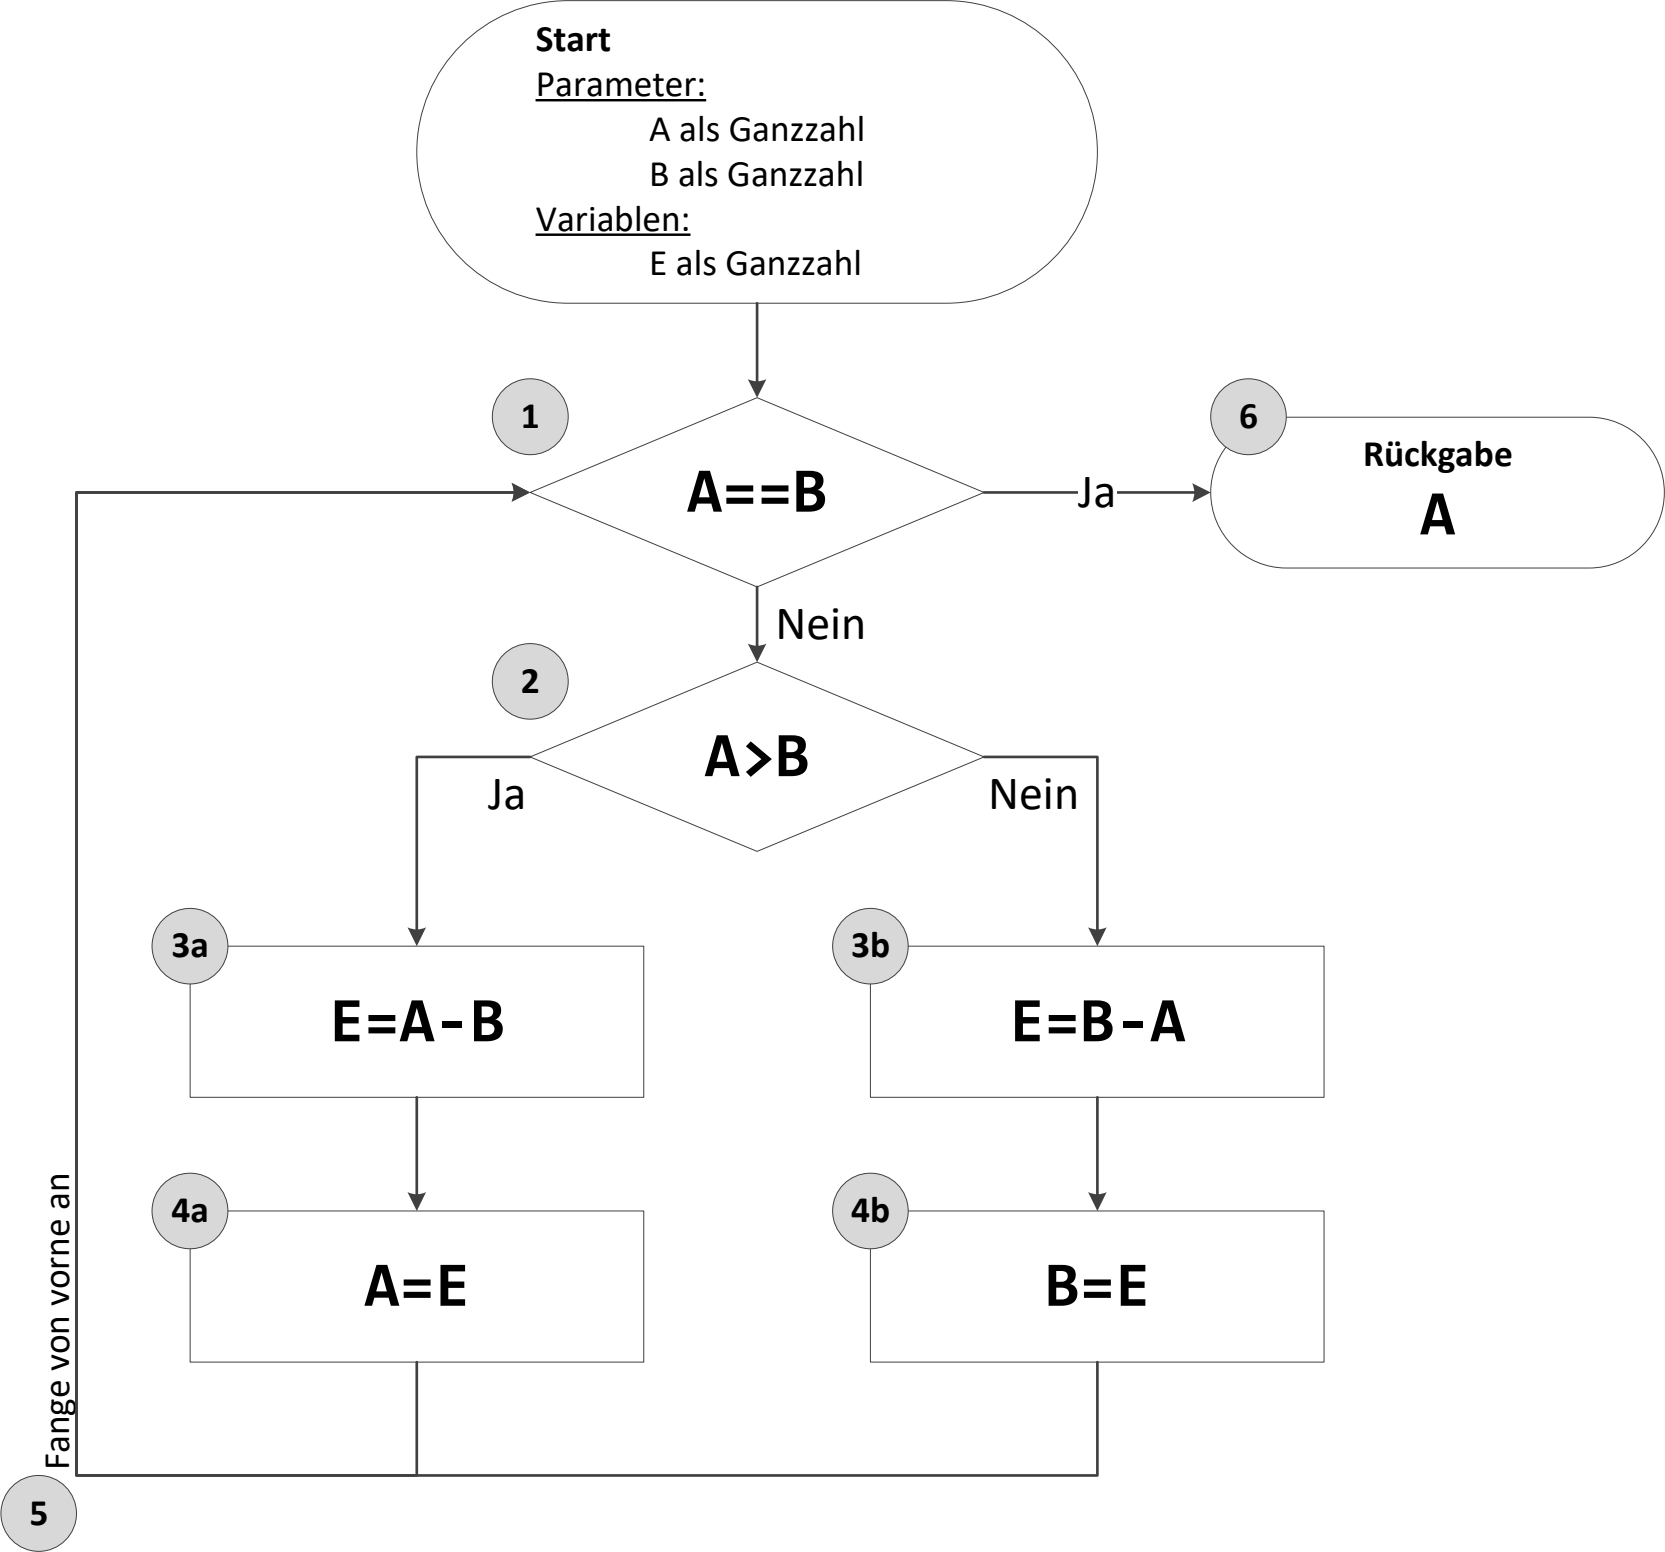 Start
Parameter:
A als Ganzzahl
B als Ganzzahl
Variablen:
E als Ganzzahl
1
A==B
Ja
6
Rückgabe
A
Nein
2
A>B
Ja
Nein
3a
E=A-B
3b
E=B-A
4a
A=E
4b
B=E
Fange von vorne an
5